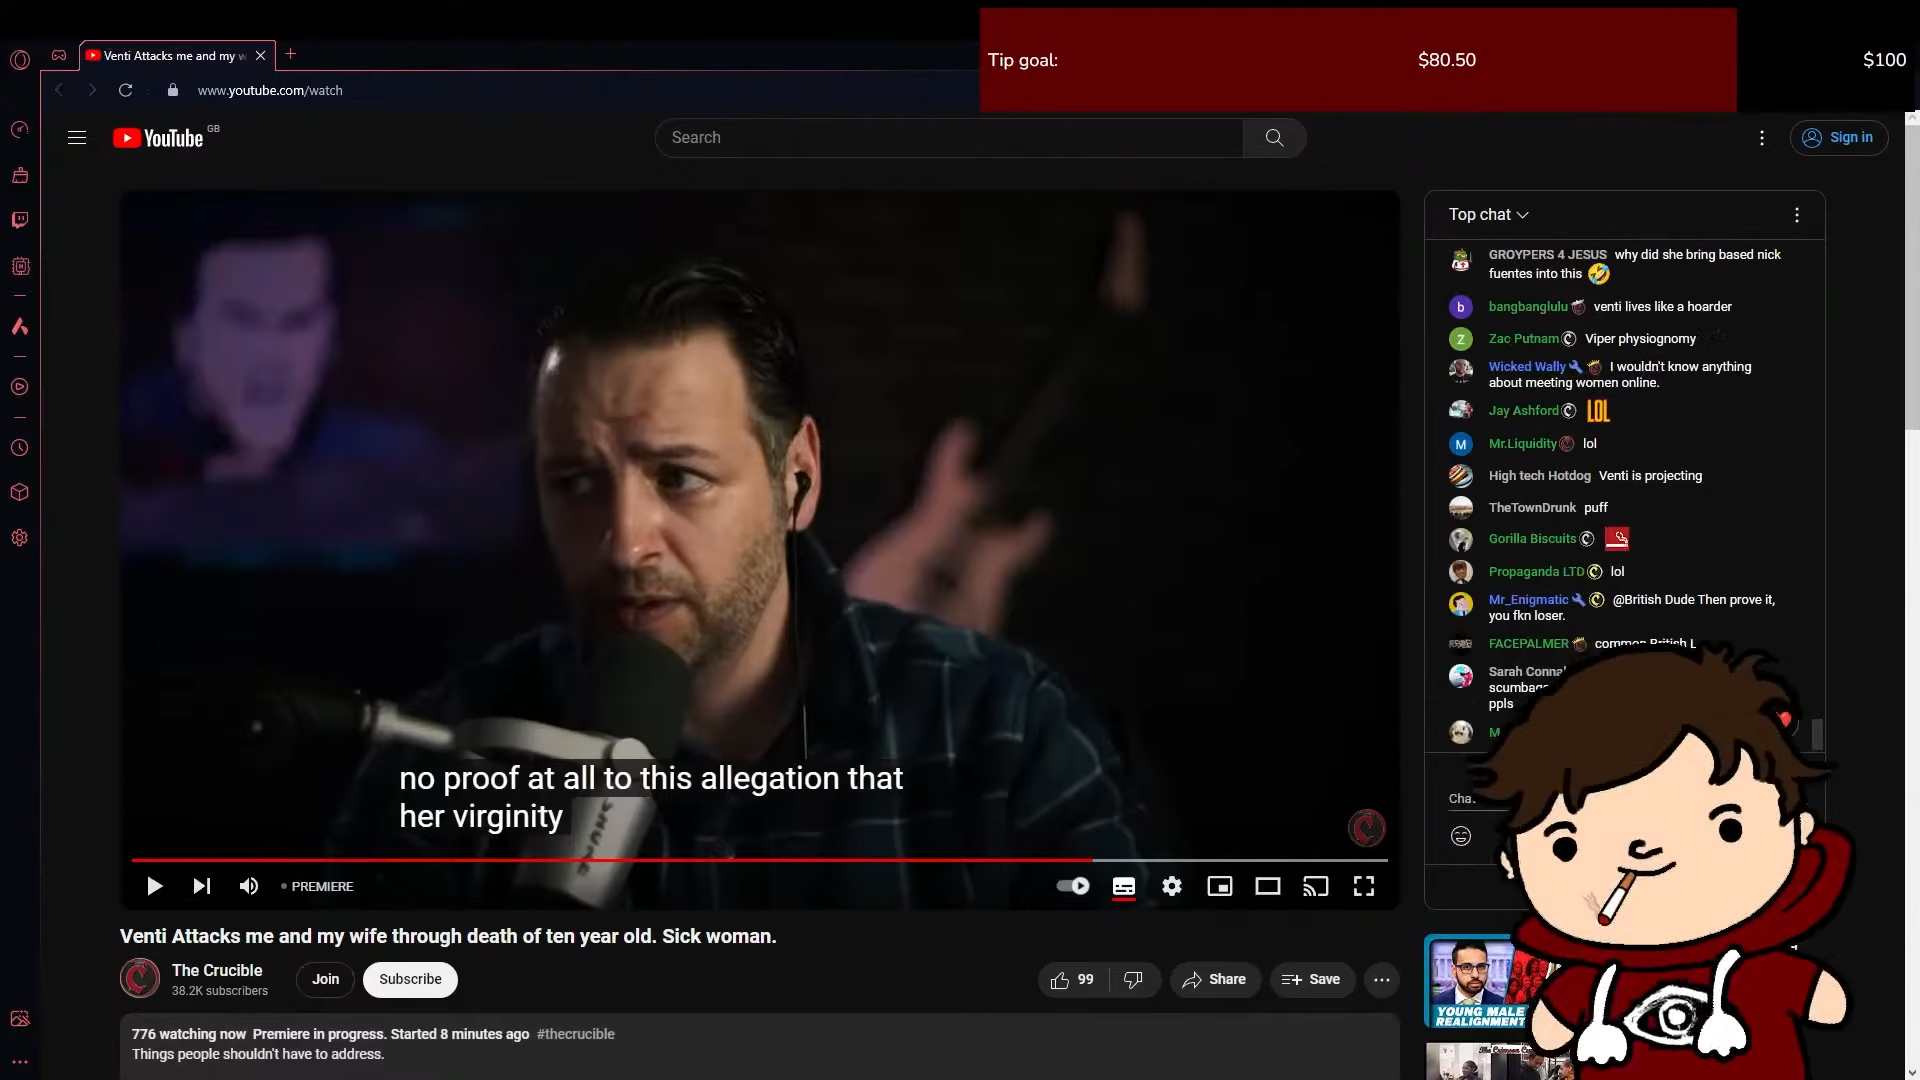 Venti Attacks me and my w
Tip goal:
$80.50
$100
www.youtube.com/watch
YouTube GB
Search
Sign in
Top chat
GROYPERS 4 JESUS why did she bring based nick
fuentes into this
b bangbanglulu venti lives like a hoarder
Z Zac Putnam Viper physiognomy
Wicked Wally I wouldn't know anything
about meeting women online.
Jay Ashford LOL
M Mr.Liquidity lol
High tech Hotdog Venti is projecting
TheTownDrunk puff
Gorilla Biscuits
Propaganda LTD lol
Mr_Enigmatic @British Dude Then prove it,
you fkn loser.
FACEPALMER common British L
Sarah Conna
scumbag
ppls
M
Cha
no proof at all to this allegation that
her virginity
SHURE
PREMIERE
Venti Attacks me and my wife through death of ten year old. Sick woman.
The Crucible
38.2K subscribers
Join
Subscribe
99
Share
Save
776 watching now Premiere in progress. Started 8 minutes ago #thecrucible
Things people shouldn't have to address.
YOUNG MALE
REALIGNMENT